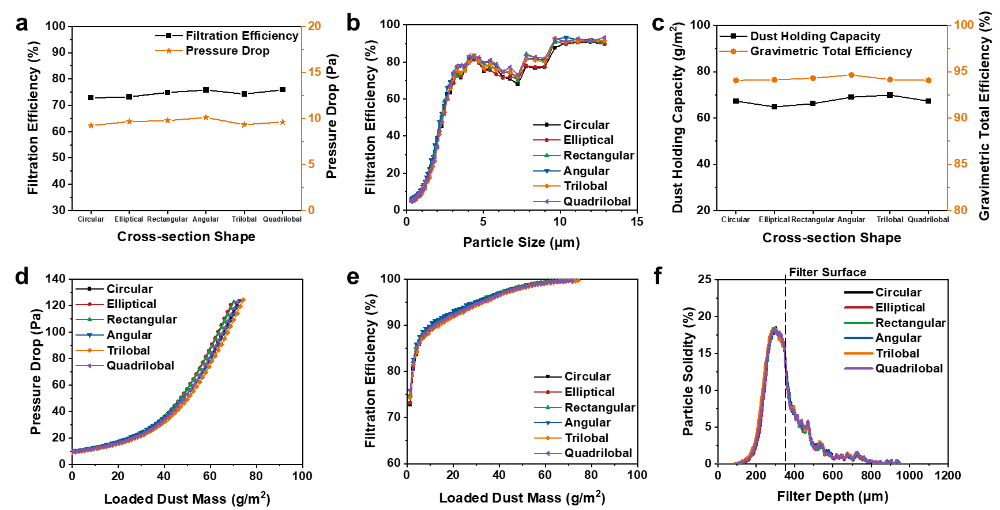 a
100
90
80
70
60
50
40
30
Filtration Efficiency (%)
Filtration Efficiency
Pressure Drop
20
15
10
5
0
Pressure Drop (Pa)
Circular Elliptical Rectangular Angular Trilobal Quadrilobal
Cross-section Shape
b
100
80
60
40
20
0
Filtration Efficiency (%)
Circular
Elliptical
Rectangular
Angular
Trilobal
Quadrilobal
0 5 10 15
Particle Size (μm)
c
100
80
60
40
20
Dust Holding Capacity (g/m²)
Dust Holding Capacity
Gravimetric Total Efficiency
100
95
90
85
80
Gravimetric Total Efficiency (%)
Circular Elliptical Rectangular Angular Trilobal Quadrilobal
Cross-section Shape
d
140
120
100
80
60
40
20
0
Pressure Drop (Pa)
Circular
Elliptical
Rectangular
Angular
Trilobal
Quadrilobal
0 20 40 60 80 100
Loaded Dust Mass (g/m²)
e
100
90
80
70
60
Filtration Efficiency (%)
Circular
Elliptical
Rectangular
Angular
Trilobal
Quadrilobal
0 20 40 60 80 100
Loaded Dust Mass (g/m²)
f
Filter Surface
25
20
15
10
5
0
Particle Solidity (%)
Circular
Elliptical
Rectangular
Angular
Trilobal
Quadrilobal
0 200 400 600 800 1000 1200
Filter Depth (μm)